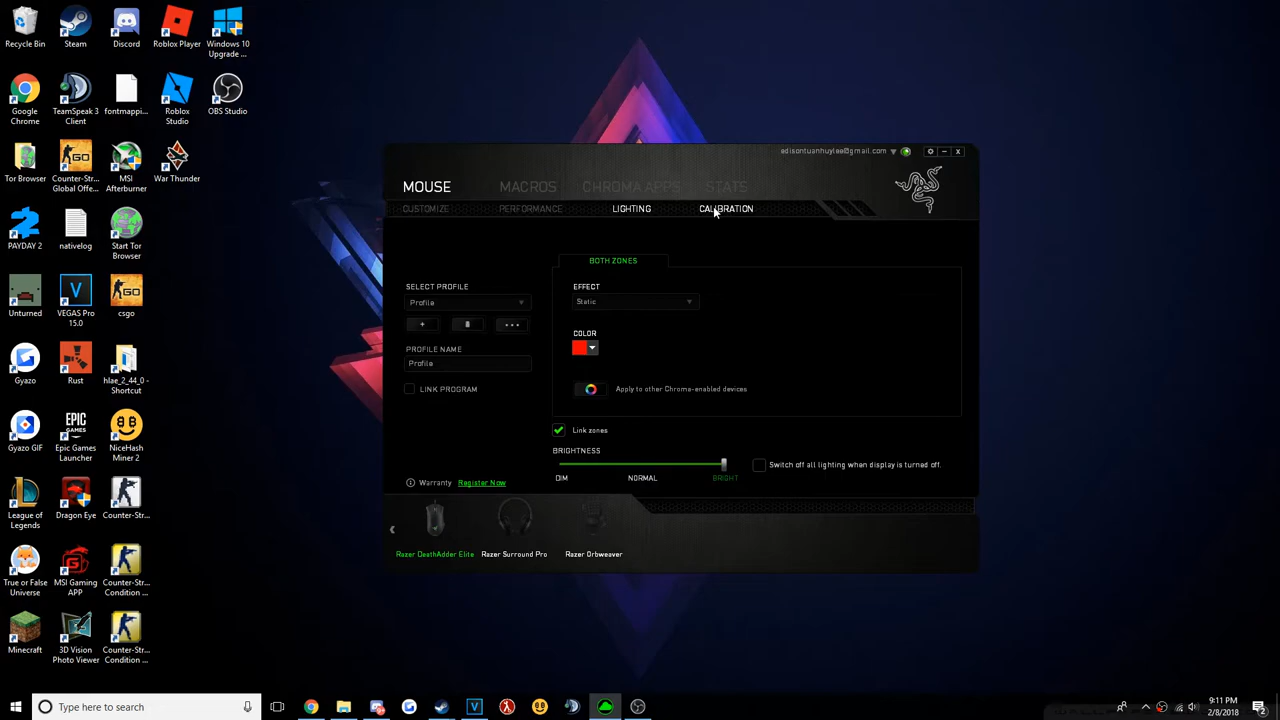 Recycle Bin
Steam
Discord
Roblox Player
Windows 10
Upgrade ...
Google
Chrome
TeamSpeak 3
Client
fontmappi...
Roblox
Studio
OBS Studio
Tor Browser
Counter-Str...
Global Offe...
MSI
Afterburner
War Thunder
PAYDAY 2
nativelog
Start Tor
Browser
Unturned
VEGAS Pro
15.0
csgo
Gyazo
Rust
hlae_2_44_0 -
Shortcut
Gyazo GIF
Epic Games
Launcher
NiceHash
Miner 2
League of
Legends
Dragon Eye
Counter-Str...
True or False
Universe
MSI Gaming
APP
Counter-Str...
Condition ...
Minecraft
3D Vision
Photo Viewer
Counter-Str...
Condition ...
adisontuanhuylee@gmail.com
MOUSE
MACROS
CHROMA APPS
STATS
CUSTOMIZE
PERFORMANCE
LIGHTING
CALIBRATION
SELECT PROFILE
Profile
PROFILE NAME
Profile
LINK PROGRAM
BOTH ZONES
EFFECT
Static
COLOR
Apply to other Chroma-enabled devices
Link zones
BRIGHTNESS
DIM
NORMAL
BRIGHT
Switch off all lighting when display is turned off.
Warranty Register Now
Razer DeathAdder Elite
Razer Surround Pro
Razer Orbweaver
Type here to search
9:11 PM
2/8/2018